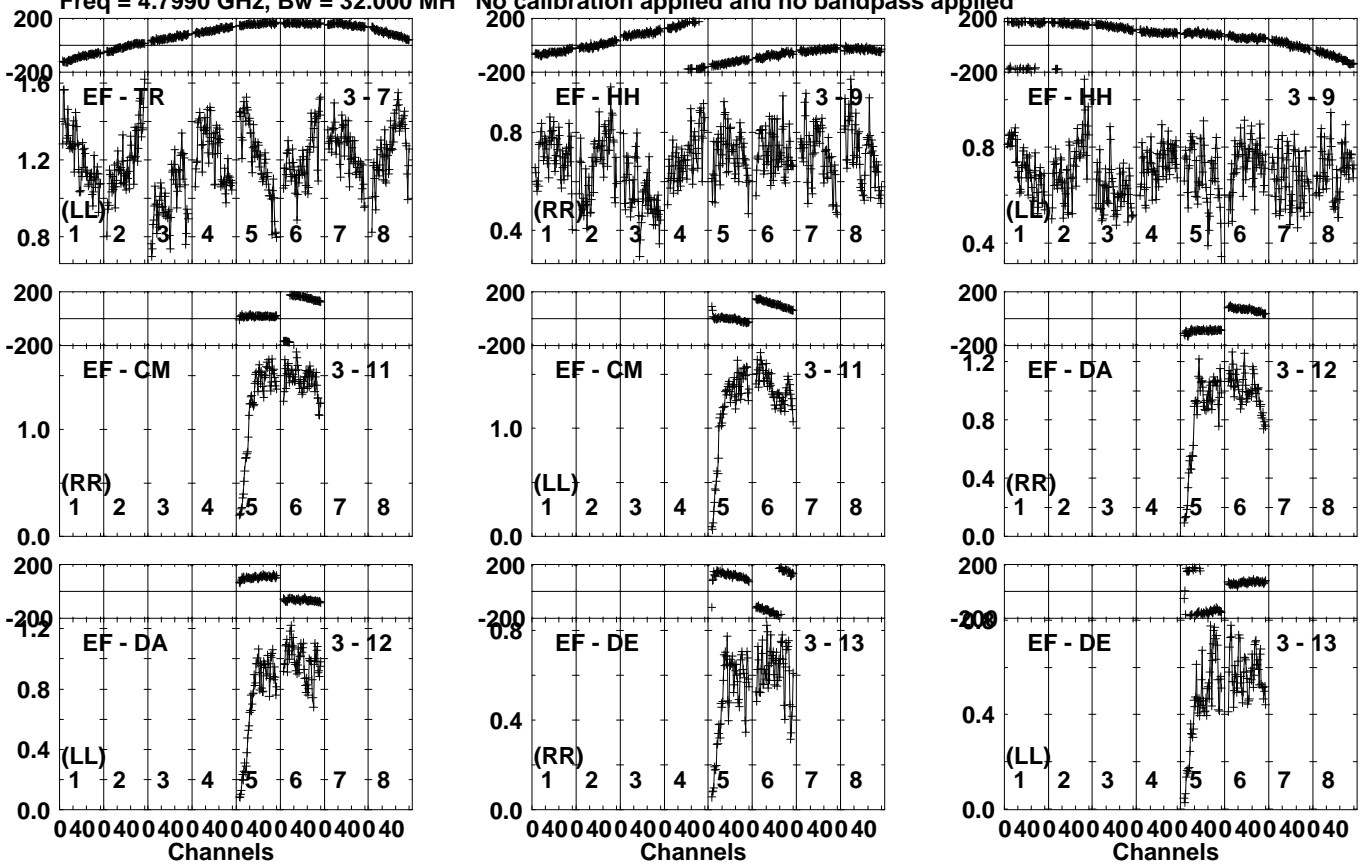 Freq = 4.7990 GHz, Bw = 32.000 MH No calibration applied and no bandpass applied
200
-200
1.6
1.2
0.8
EF - TR 3 - 7
(LL)
1 2 3 4 5 6 7 8
200
-200
0.8
0.4
EF - HH 3 - 9
(RR)
1 2 3 4 5 6 7 8
200
-200
0.8
0.4
EF - HH 3 - 9
(LL)
1 2 3 4 5 6 7 8
200
-200
1.0
0.0
EF - CM 3 - 11
(RR)
1 2 3 4 5 6 7 8
200
-200
1.0
0.0
EF - CM 3 - 11
(LL)
1 2 3 4 5 6 7 8
200
-200
1.2
0.8
0.4
0.0
EF - DA 3 - 12
(RR)
1 2 3 4 5 6 7 8
200
-200
1.2
0.8
0.4
0.0
EF - DA 3 - 12
(LL)
1 2 3 4 5 6 7 8
0 40 0 40 0 40 0 40 0 40 0 40 0 40 0 40
Channels
200
-200
0.8
0.4
0.0
EF - DE 3 - 13
(RR)
1 2 3 4 5 6 7 8
0 40 0 40 0 40 0 40 0 40 0 40 0 40 0 40
Channels
200
-200
0.8
0.4
0.0
EF - DE 3 - 13
(LL)
1 2 3 4 5 6 7 8
0 40 0 40 0 40 0 40 0 40 0 40 0 40 0 40
Channels